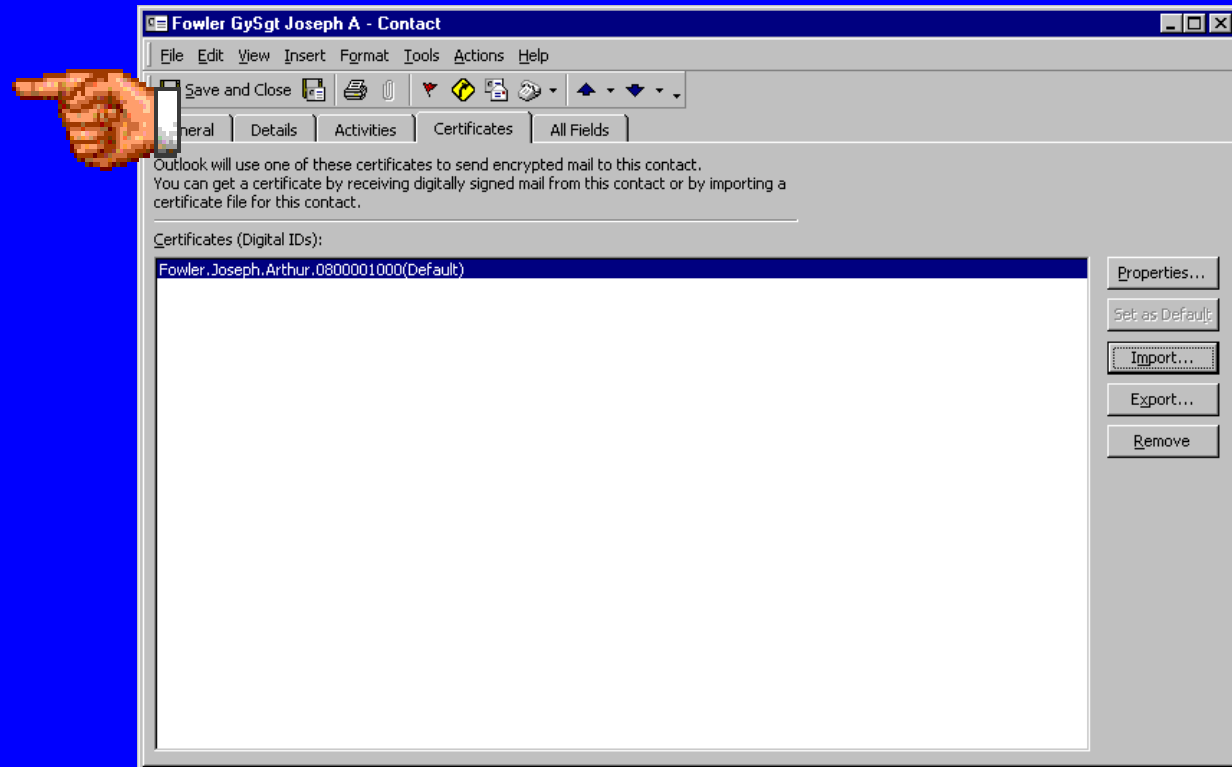 Fowler GySgt Joseph A - Contact
File Edit View Insert Format Tools Actions Help
Save and Close
Details Activities Certificates All Fields
Outlook will use one of these certificates to send encrypted mail to this contact.
You can get a certificate by receiving digitally signed mail from this contact or by importing a
certificate file for this contact.
Certificates (Digital IDs):
Fowler.Joseph.Arthur.0800001000(Default)
Properties...
Set as Default
Import...
Export...
Remove